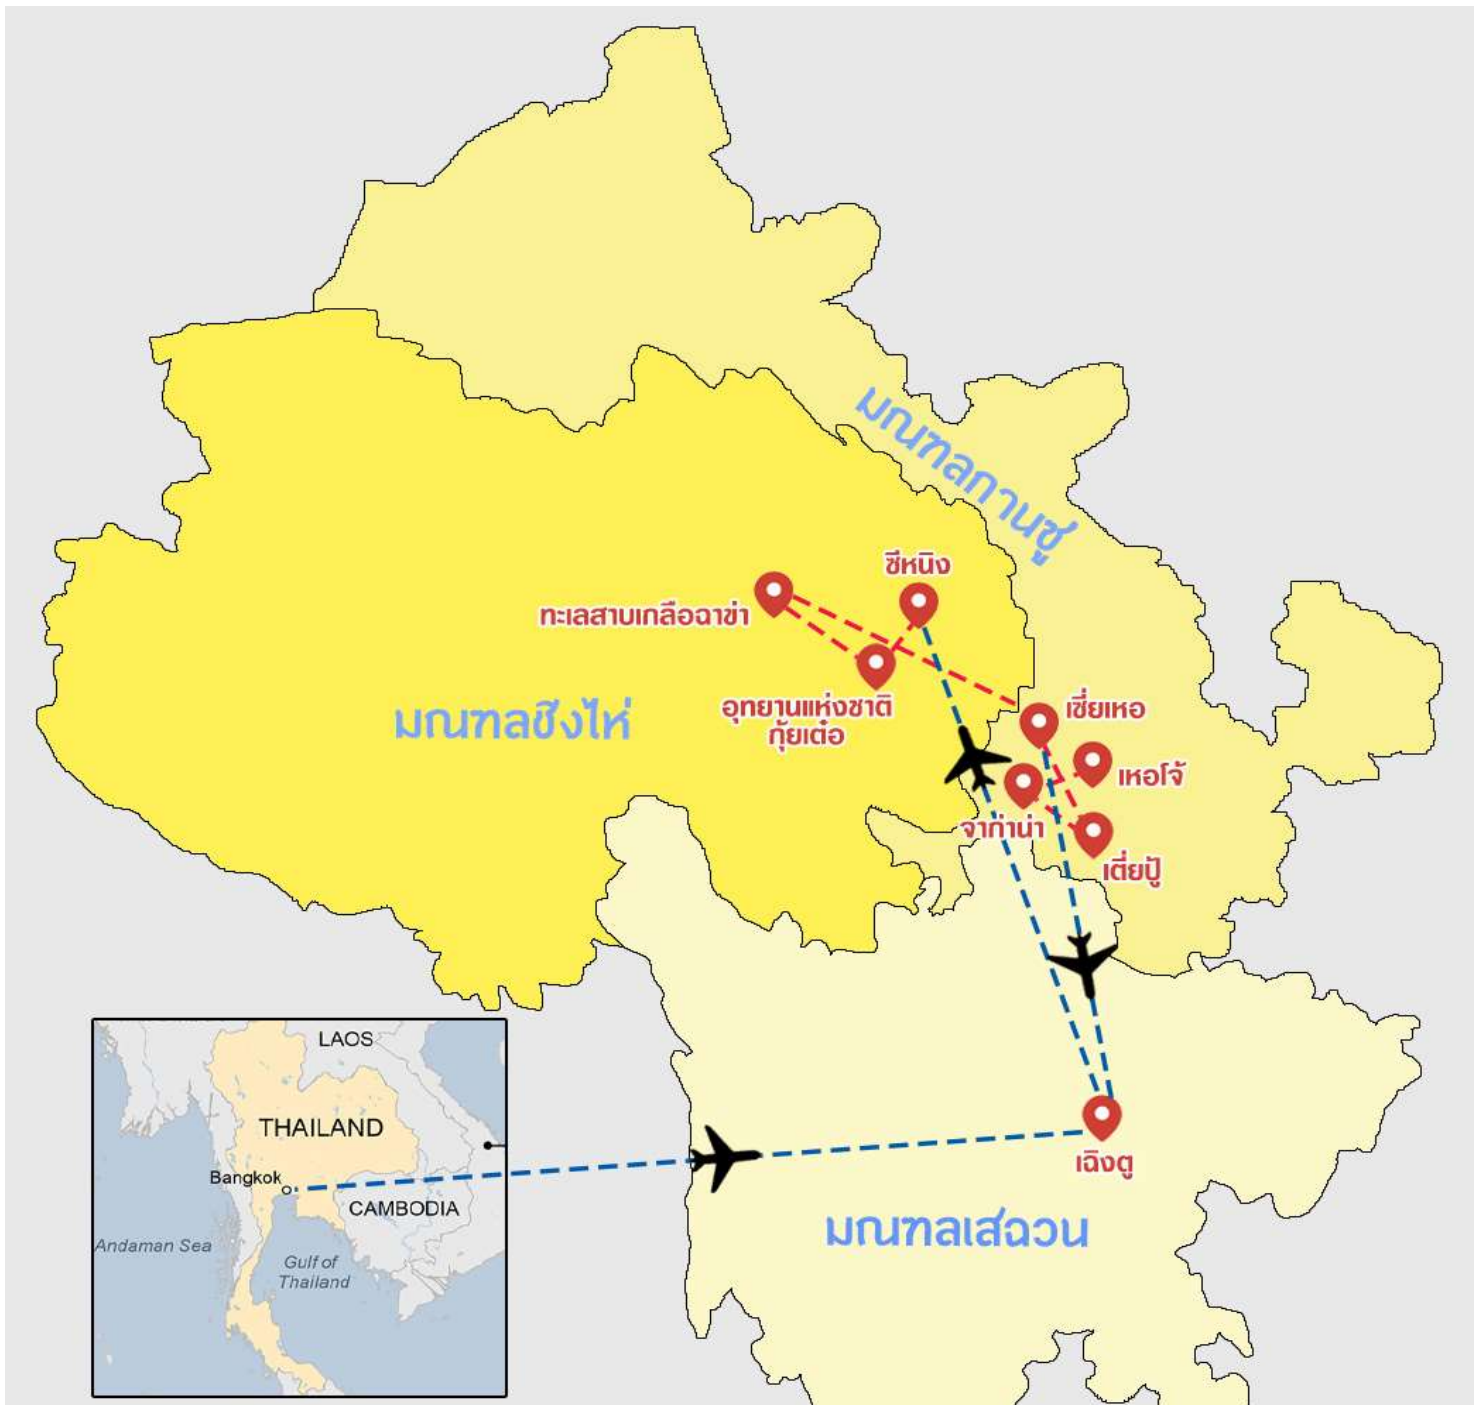 มณฑลกานซู
ซีหนิง
ทะเลสาบเกลือฉาข่า
อุทยานแห่งชาติ
กุ้ยเต๋อ
มณฑลชิงไห่
เซี่ยเหอ
เหอโจ้
จาก่าน่า
เตี่ยปู้
เฉิงตู
มณฑลเสฉวน
LAOS
THAILAND
Bangkok
CAMBODIA
Andaman Sea
Gulf of
Thailand